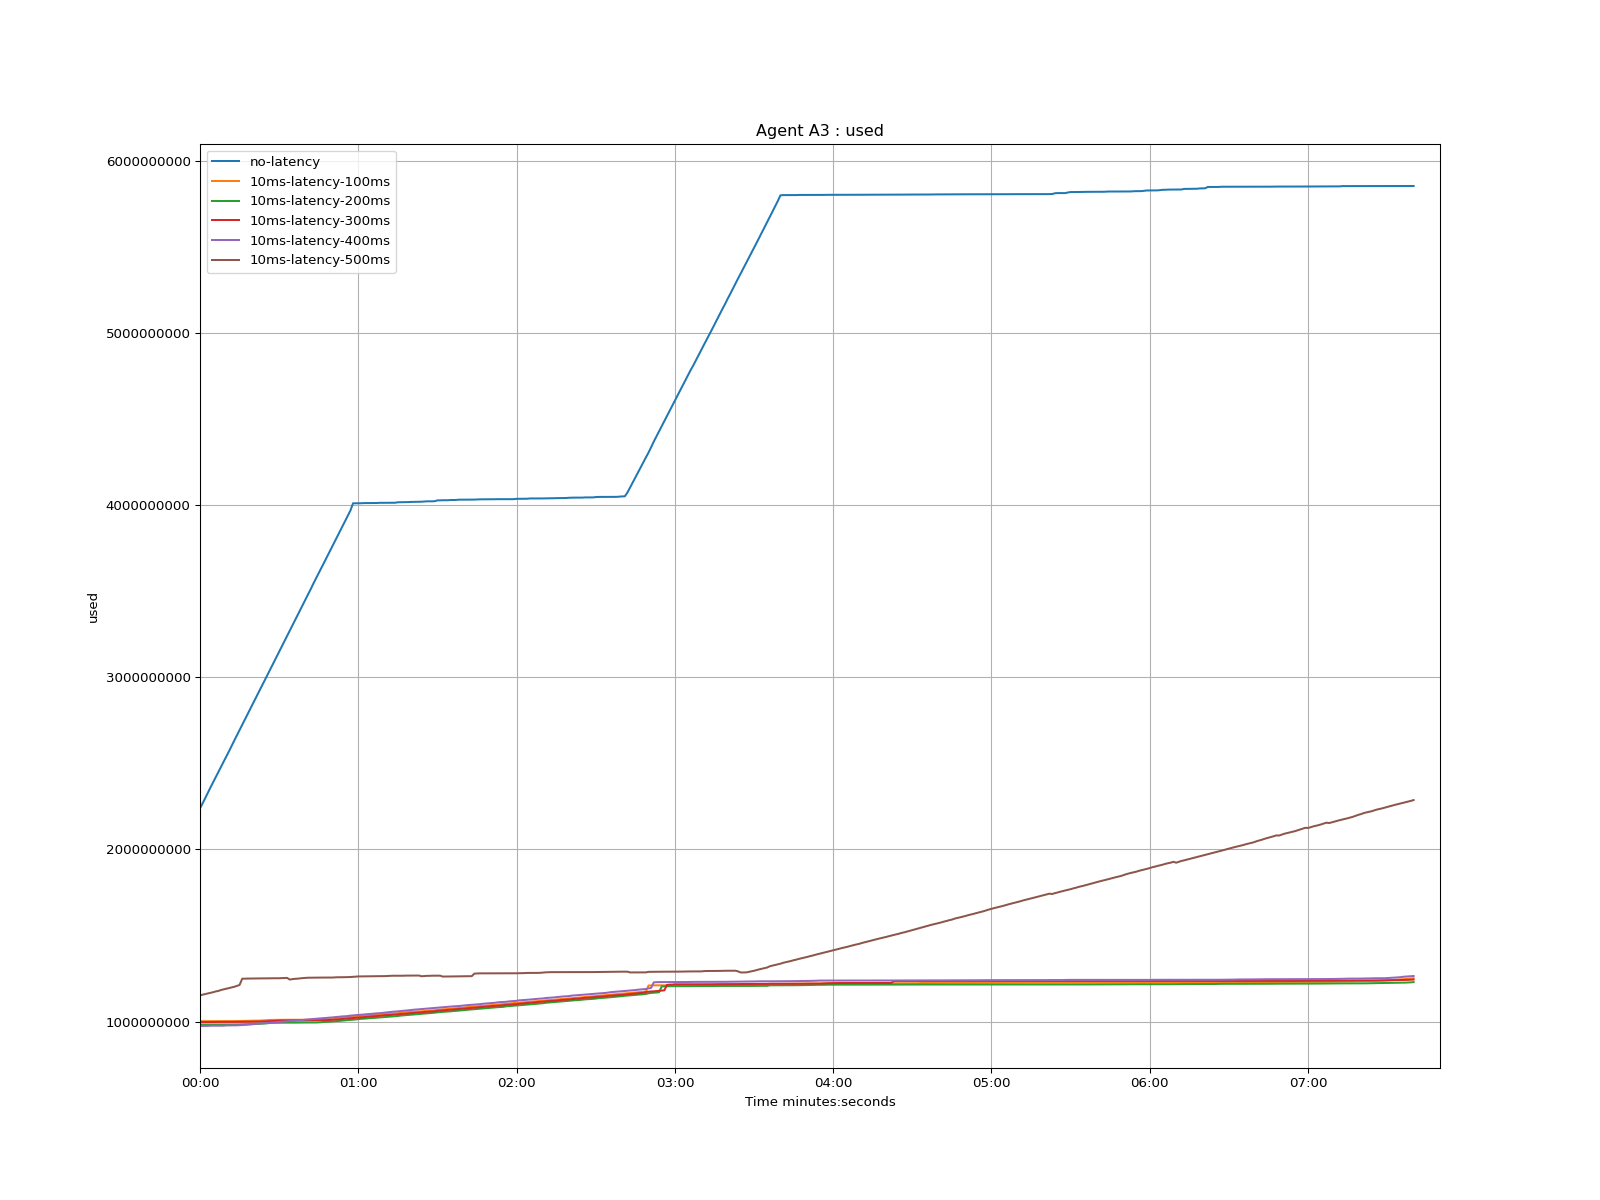 Agent A3 : used
no-latency
10ms-latency-100ms
10ms-latency-200ms
10ms-latency-300ms
10ms-latency-400ms
10ms-latency-500ms
6000000000
5000000000
4000000000
3000000000
2000000000
1000000000
used
00:00 01:00 02:00 03:00 04:00 05:00 06:00 07:00
Time minutes:seconds